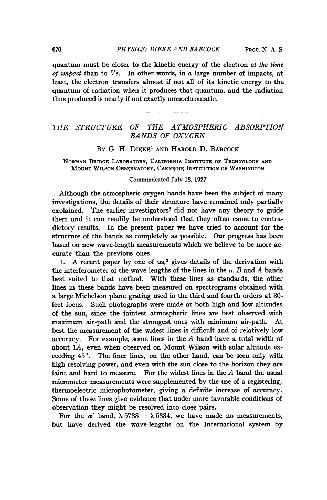 670 PHYSICS: DIEKE AND BABCOCK PROC. N. A. S.
quantum must be closer to the kinetic energy of the electron at the time
of impact than to Ve. In other words, in a large number of impacts, at
least, the electron transfers almost if not all of its kinetic energy to the
quantum of radiation when it produces that quantum, and the radiation
thus produced is nearly if not exactly monochromatic.
THE STRUCTURE OF THE ATMOSPHERIC ABSORPTION
BANDS OF OXYGEN
BY G. H. DIEKE¹ AND HAROLD D. BABCOCK
NORMAN BRIDGE LABORATORY, CALIFORNIA INSTITUTE OF TECHNOLOGY AND
MOUNT WILSON OBSERVATORY, CARNEGIE INSTITUTION OF WASHINGTON
Communicated July 18, 1927
Although the atmospheric oxygen bands have been the subject of many
investigations, the details of their structure have remained only partially
explained. The earlier investigators² did not have any theory to guide
them and it can readily be understood that they often came to contra-
dictory results. In the present paper we have tried to account for the
structure of the bands as completely as possible. Our progress has been
based on new wave-length measurements which we believe to be more ac-
curate than the previous ones.
1. A recent paper by one of us,³ gives details of the derivation with
the interferometer of the wave lengths of the lines in the α, B and A bands
best suited to that method. With these lines as standards, the other
lines in these bands have been measured on spectrograms obtained with
a large Michelson plane grating used in the third and fourth orders at 30-
foot focus. Such photographs were made at both high and low altitudes
of the sun, since the faintest atmospheric lines are best observed with
maximum air-path and the strongest ones with minimum air-path. At
best the measurement of the widest lines is difficult and of relatively low
accuracy. For example, some lines in the A band have a total width of
about 1A, even when observed on Mount Wilson with solar altitude ex-
ceeding 45°. The finer lines, on the other hand, can be seen only with
high resolving power, and even with the sun close to the horizon they are
faint and hard to measure. For the widest lines in the A band the usual
micrometer measurements were supplemented by the use of a registering,
thermoelectric microphotometer, giving a definite increase of accuracy.
Some of these lines give evidence that under more favorable conditions of
observation they might be resolved into close pairs.
For the α′ band, λ 5788 – λ 5834, we have made no measurements,
but have derived the wave-lengths on the International system by